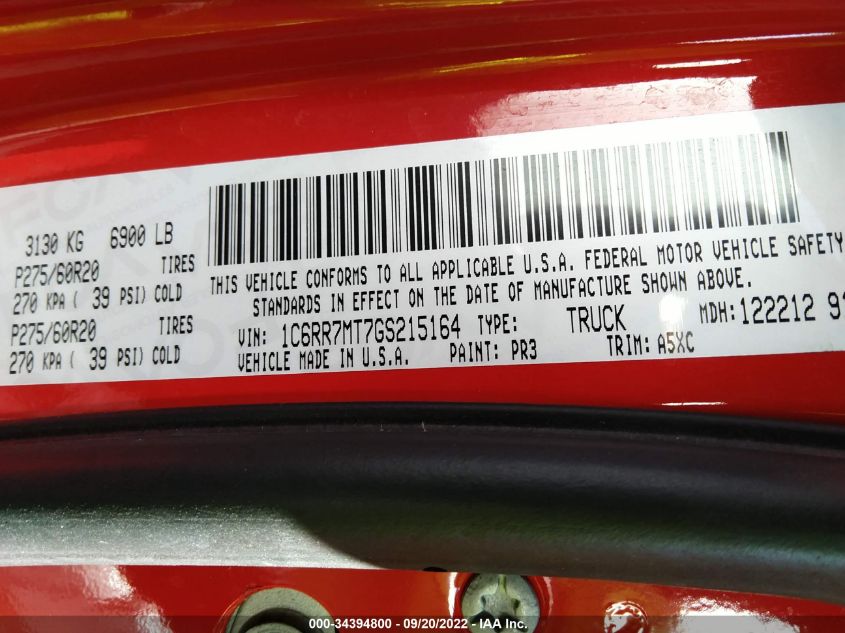 3130 KG 6900 LB
P275/60R20 TIRES
270 KPA ( 39 PSI) COLD
P275/60R20 TIRES
270 KPA ( 39 PSI) COLD
THIS VEHICLE CONFORMS TO ALL APPLICABLE U.S.A. FEDERAL MOTOR VEHICLE SAFETY
STANDARDS IN EFFECT ON THE DATE OF MANUFACTURE SHOWN ABOVE.
VIN: 1C6RR7MT7GS215164 TYPE: TRUCK MDH: 122212 91
VEHICLE MADE IN U.S.A. PAINT: PR3 TRIM: A5XC
000-34394800 - 09/20/2022 - IAA Inc.